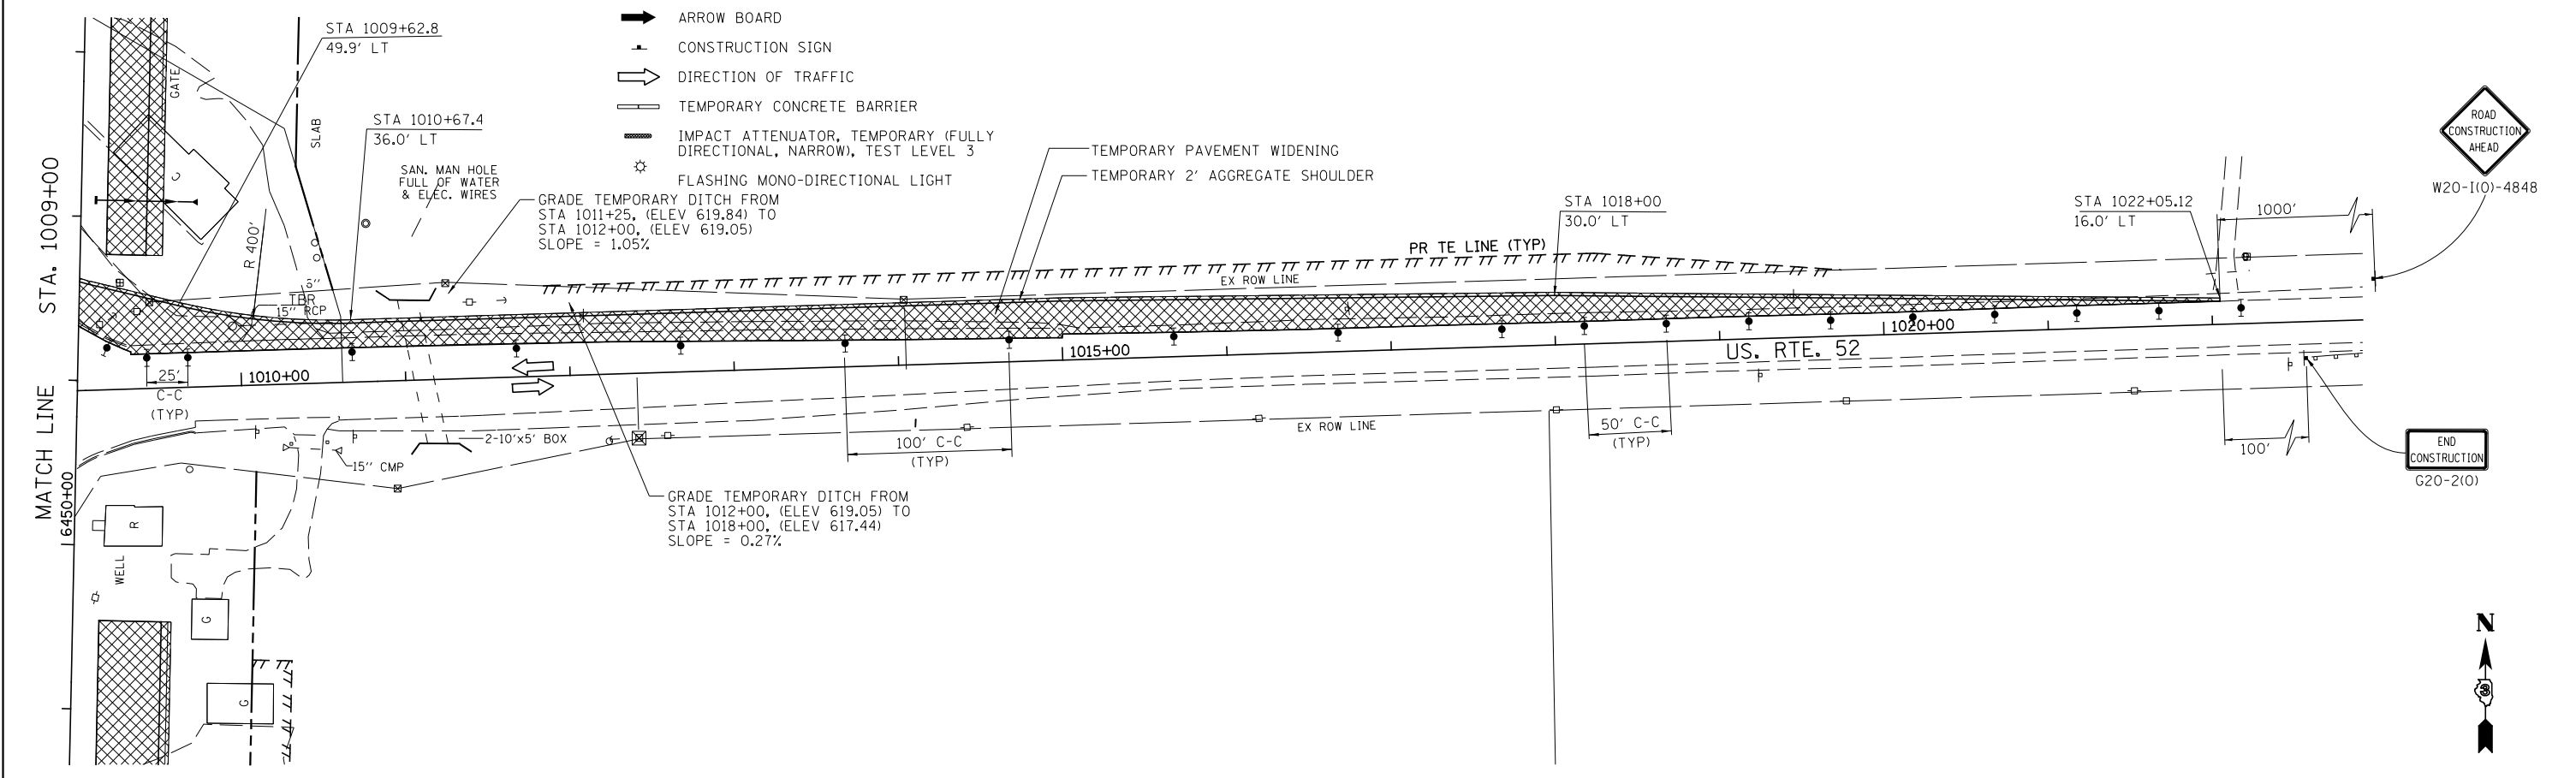 ARROW BOARD
CONSTRUCTION SIGN
DIRECTION OF TRAFFIC
TEMPORARY CONCRETE BARRIER
IMPACT ATTENUATOR, TEMPORARY (FULLY
DIRECTIONAL, NARROW), TEST LEVEL 3
FLASHING MONO-DIRECTIONAL LIGHT
STA 1009+62.8
49.9' LT
GATE
SLAB
STA 1010+67.4
36.0' LT
SAN. MAN HOLE
FULL OF WATER
& ELEC. WIRES
GRADE TEMPORARY DITCH FROM
STA 1011+25, (ELEV 619.84) TO
STA 1012+00, (ELEV 619.05)
SLOPE = 1.05%
TEMPORARY PAVEMENT WIDENING
TEMPORARY 2' AGGREGATE SHOULDER
STA 1018+00
30.0' LT
STA 1022+05.12
16.0' LT
1000'
ROAD
CONSTRUCTION
AHEAD
W20-I(O)-4848
PR TE LINE (TYP)
EX ROW LINE
R 400'
TBR
15" RCP
MATCH LINE STA. 1009+00
25'
C-C
(TYP)
1010+00
1015+00
1020+00
US. RTE. 52
2-10'x5' BOX
15" CMP
100' C-C
(TYP)
EX ROW LINE
50' C-C
(TYP)
100'
END
CONSTRUCTION
G20-2(O)
GRADE TEMPORARY DITCH FROM
STA 1012+00, (ELEV 619.05) TO
STA 1018+00, (ELEV 617.44)
SLOPE = 0.27%
6450+00
R
WELL
G
G
N
3